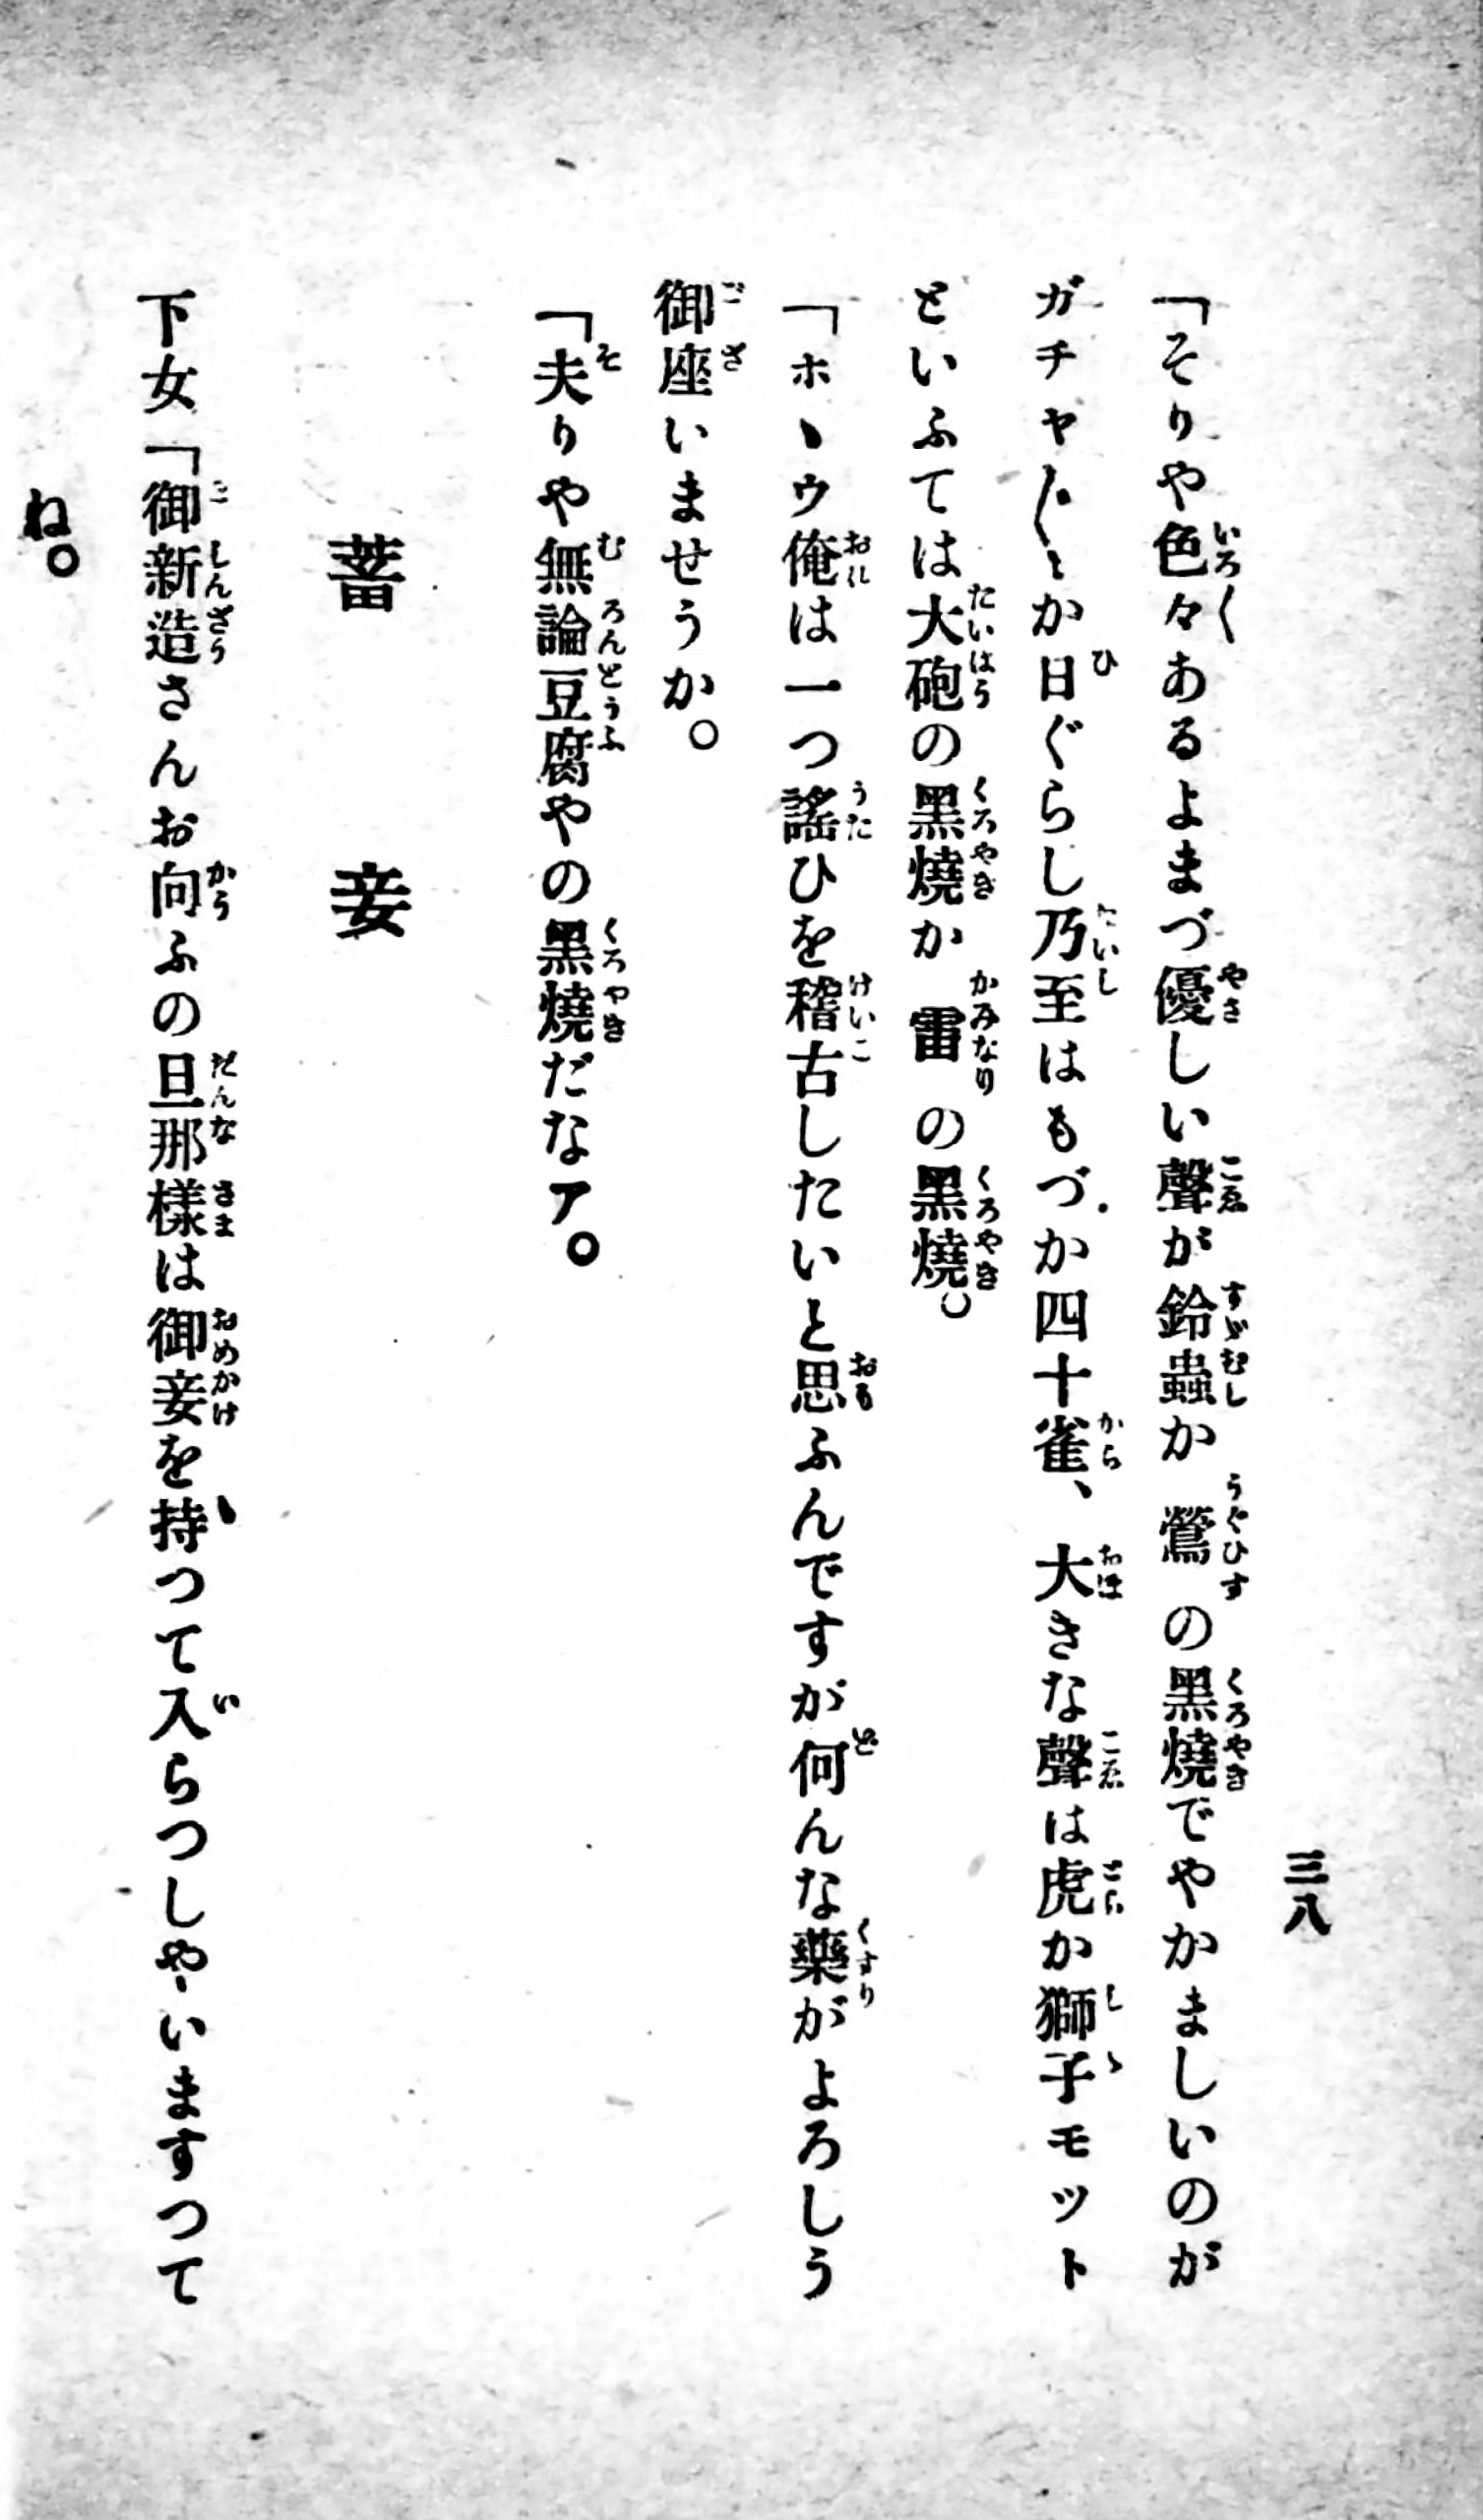 三八
「そりや色々あるよまづ優しい聲が鈴蟲か鶯の黑燒でやかましいのが
ガチャ〳〵か日ぐらし乃至はもづか四十雀、大きな聲は虎か獅子モット
といふては大砲の黑燒か雷の黑燒。
「ホヽウ俺は一つ謠ひを稽古したいと思ふんですが何んな藥がよろしう
御座いませうか。
「夫りや無論豆腐やの黑燒だなア。
蓄妾
下女「御新造さんお向ふの旦那樣は御妾を持つて入らつしやいますつて
ね。